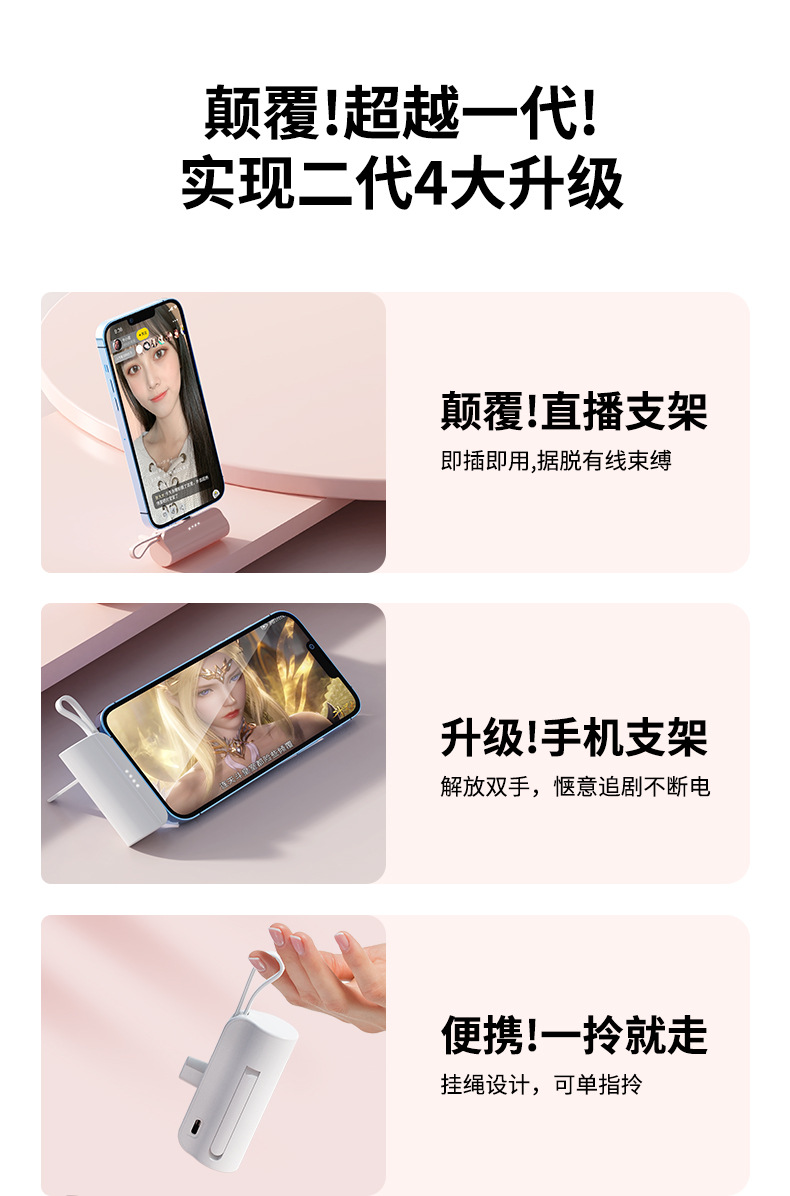 颠覆!超越一代!
实现二代4大升级
颠覆!直播支架
即插即用,据脱有线束缚
升级!手机支架
解放双手，惬意追剧不断电
便携!一拎就走
挂绳设计，可单指拎